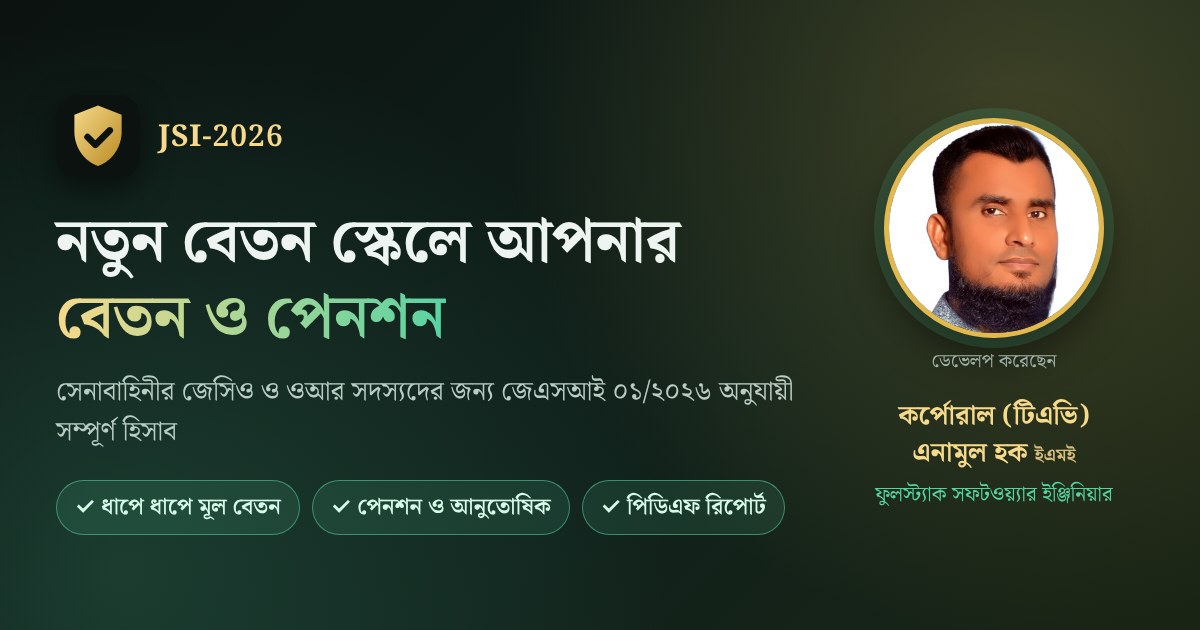 JSI-2026
নতুন বেতন স্কেলে আপনার
বেতন ও পেনশন
সেনাবাহিনীর জেসিও ও ওআর সদস্যদের জন্য জেএসআই ০১/২০২৬ অনুযায়ী
সম্পূর্ণ হিসাব
ধাপে ধাপে মূল বেতন
পেনশন ও আনুতোষিক
পিডিএফ রিপোর্ট
ডেভেলপ করেছেন
কর্পোরাল (টিএভি)
এনামুল হক ইএমই
ফুলস্ট্যাক সফটওয়্যার ইঞ্জিনিয়ার